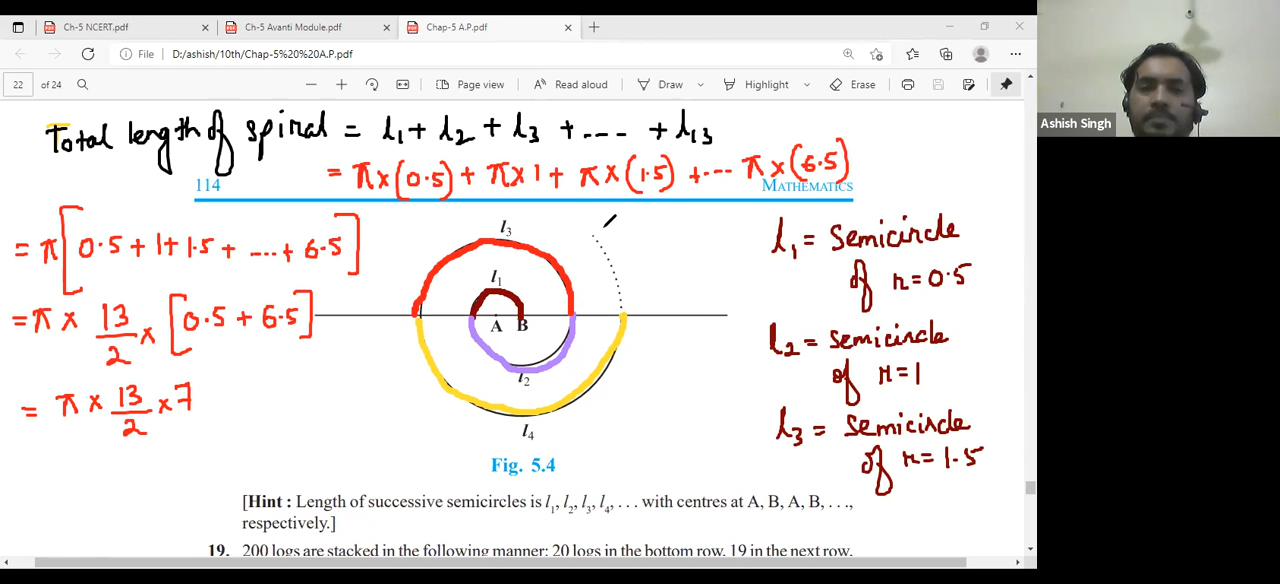 Ch-5 NCERT.pdf
Ch-5 Avanti Module.pdf
Chap-5 A.P.pdf
File
D:/ashish/10th/Chap-5%20%20A.P.pdf
22 of 24
Page view
Read aloud
Draw
Highlight
Erase
Ashish Singh
Total length of spiral = l1 + l2 + l3 + ---- + l13
= π×(0.5) + π×1 + π×(1.5) + --- π×(6.5)
114
MATHEMATICS
= π[0.5 + 1 + 1.5 + ---- + 6.5]
= π × 13/2 × [0.5 + 6.5]
= π × 13/2 × 7
l3
l1
A B
l2
l4
l1 = Semicircle
of r = 0.5
l2 = semicircle
of r = 1
l3 = semicircle
of r = 1.5
Fig. 5.4
[Hint : Length of successive semicircles is l1, l2, l3, l4, . . . with centres at A, B, A, B, . . .,
respectively.]
19. 200 logs are stacked in the following manner: 20 logs in the bottom row, 19 in the next row,